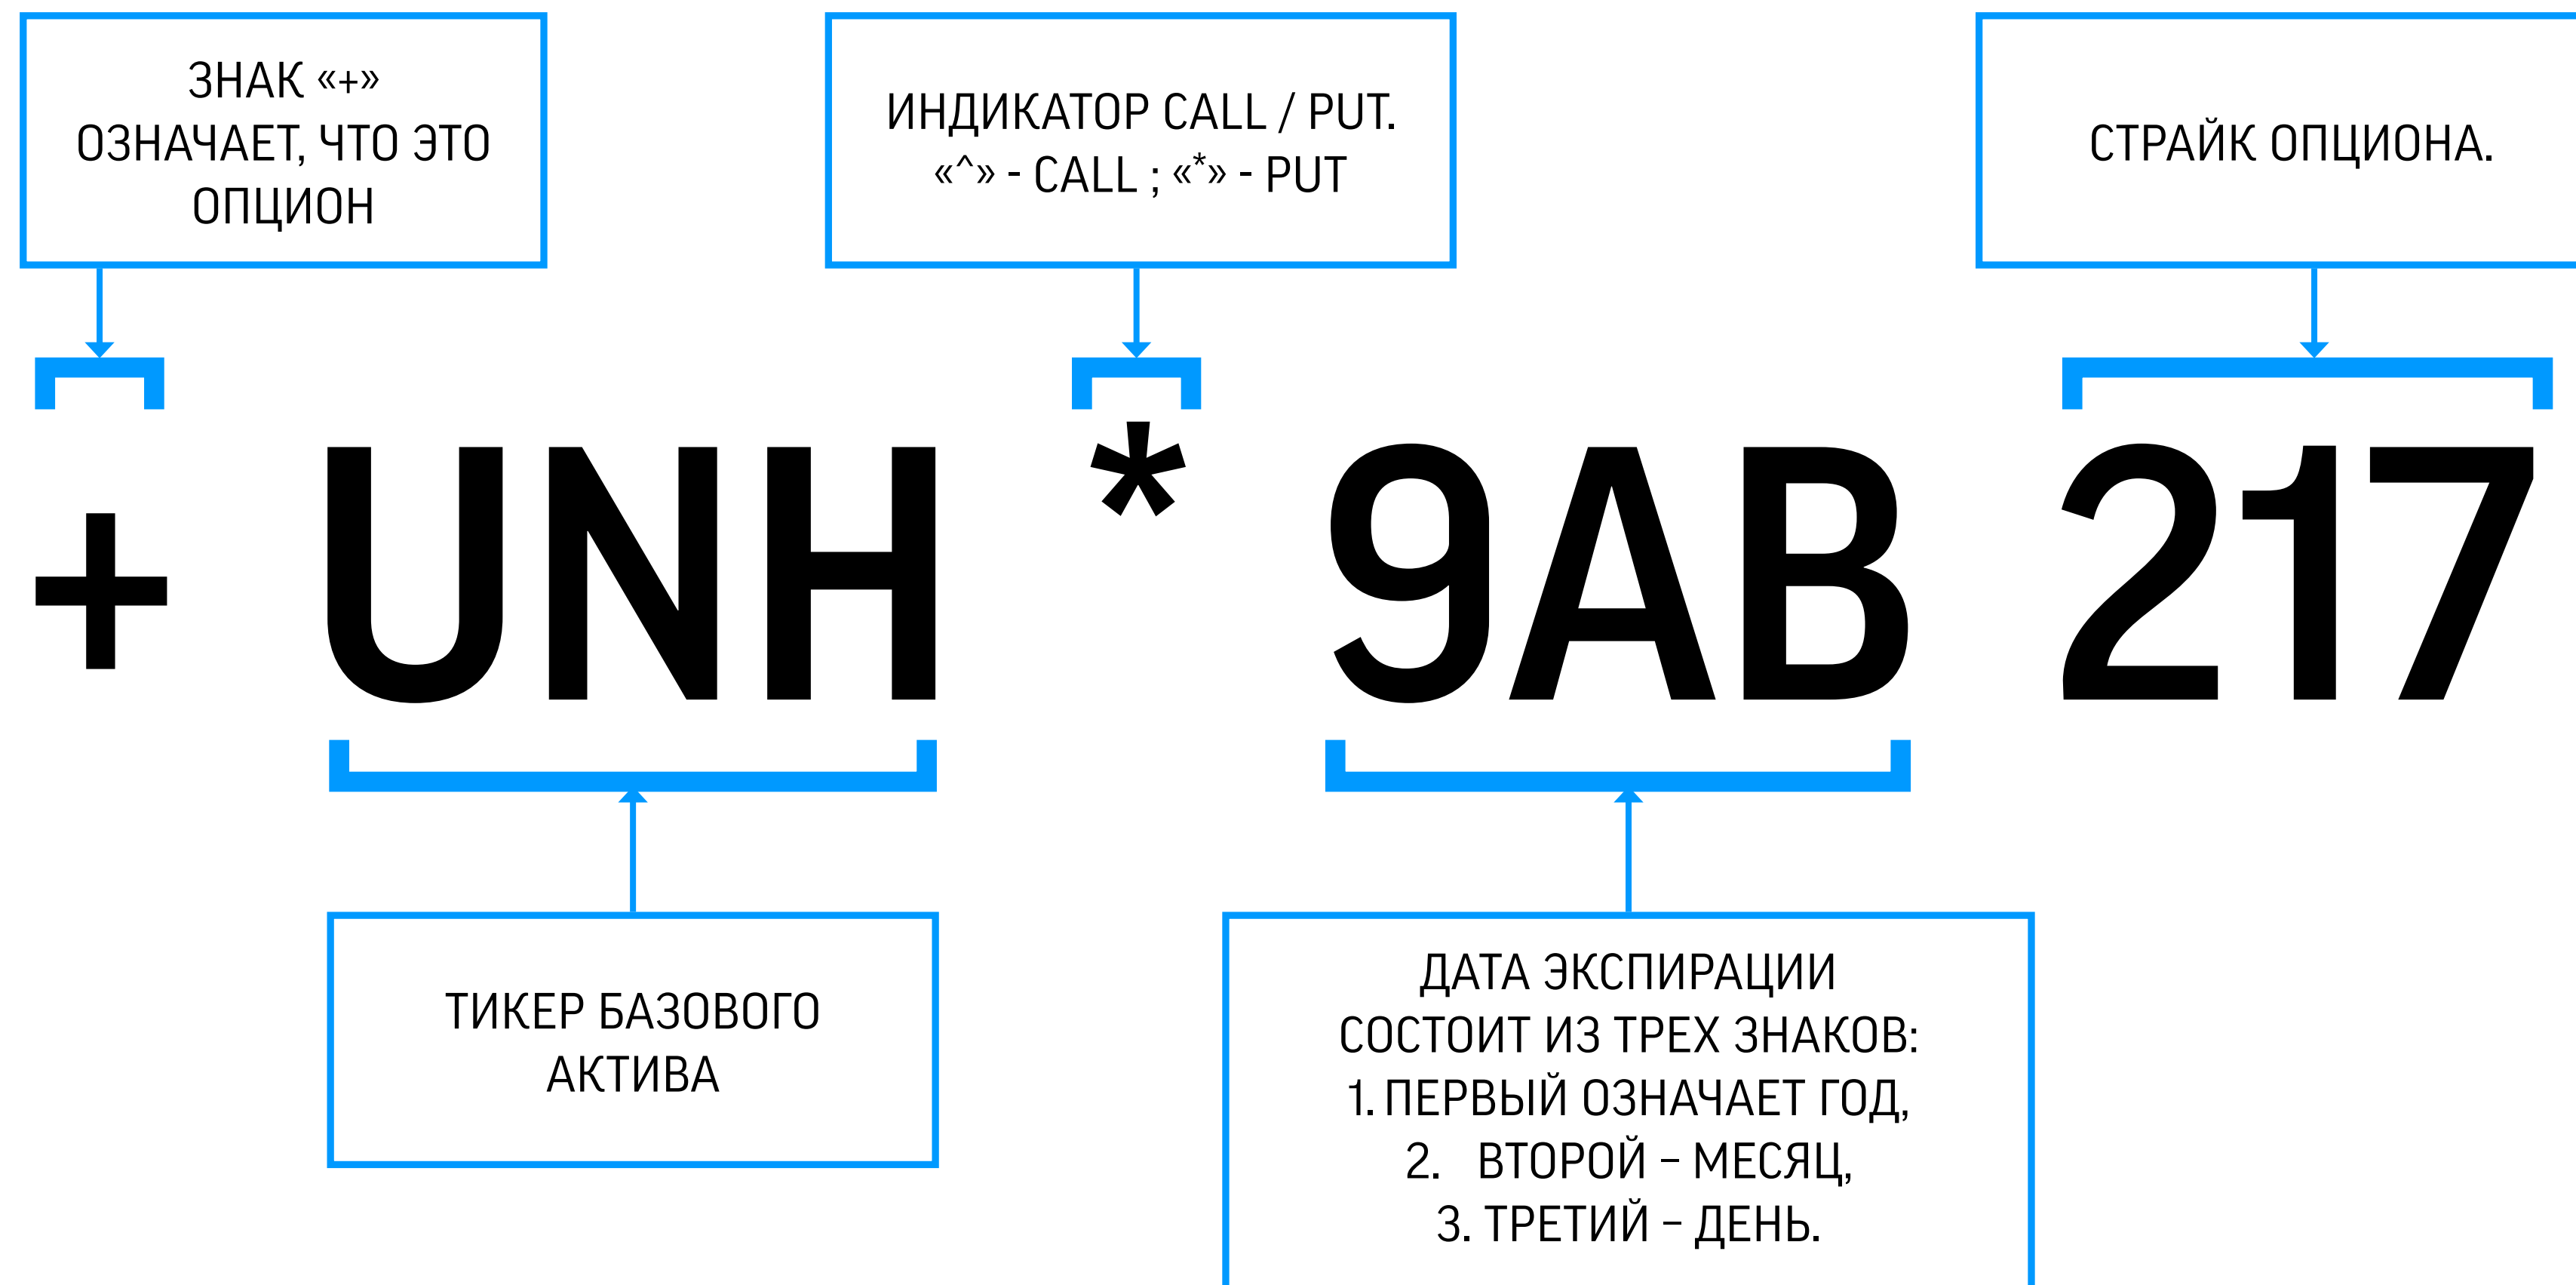 ЗНАК «+»
ОЗНАЧАЕТ, ЧТО ЭТО
ОПЦИОН
ИНДИКАТОР CALL / PUT.
«^» - CALL ; «*» - PUT
СТРАЙК ОПЦИОНА.
+ UNH * 9AB 217
ТИКЕР БАЗОВОГО
АКТИВА
ДАТА ЭКСПИРАЦИИ
СОСТОИТ ИЗ ТРЕХ ЗНАКОВ:
1. ПЕРВЫЙ ОЗНАЧАЕТ ГОД,
2. ВТОРОЙ – МЕСЯЦ,
3. ТРЕТИЙ – ДЕНЬ.